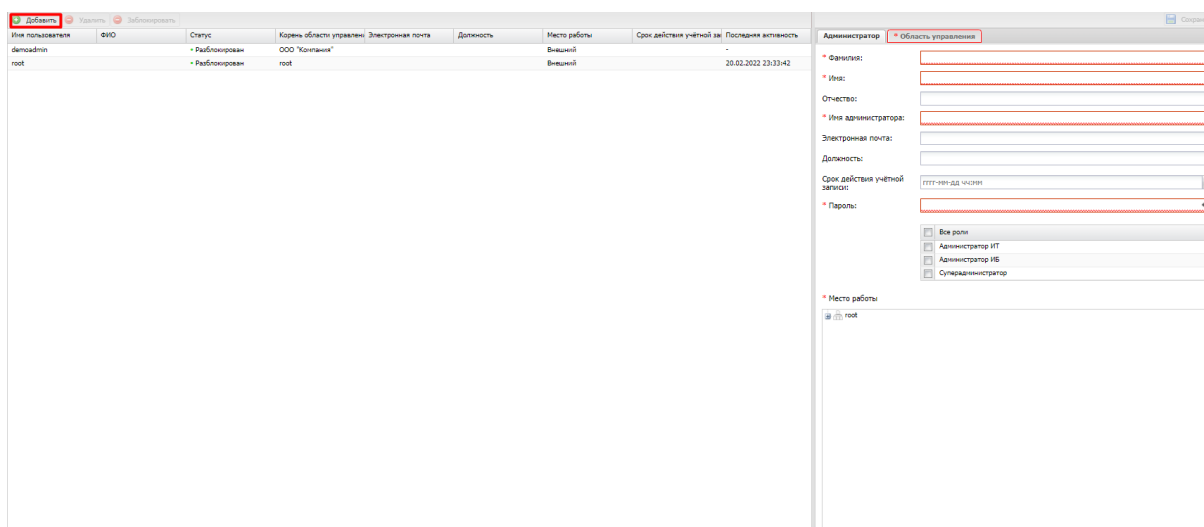 Добавить Удалить Заблокировать
Имя пользователя ФИО Статус Корень области управлени Электронная почта Должность Место работы Срок действия учётной за Последняя активность
demoadmin Разблокирован ООО "Компания" Внешний -
root Разблокирован root Внешний 20.02.2022 23:33:42
Сохран
Администратор * Область управления
* Фамилия:
* Имя:
Отчество:
* Имя администратора:
Электронная почта:
Должность:
Срок действия учётной
записи:
гггг-мм-дд чч:мм
* Пароль:
Все роли
Администратор ИТ
Администратор ИБ
Суперадминистратор
* Место работы
root